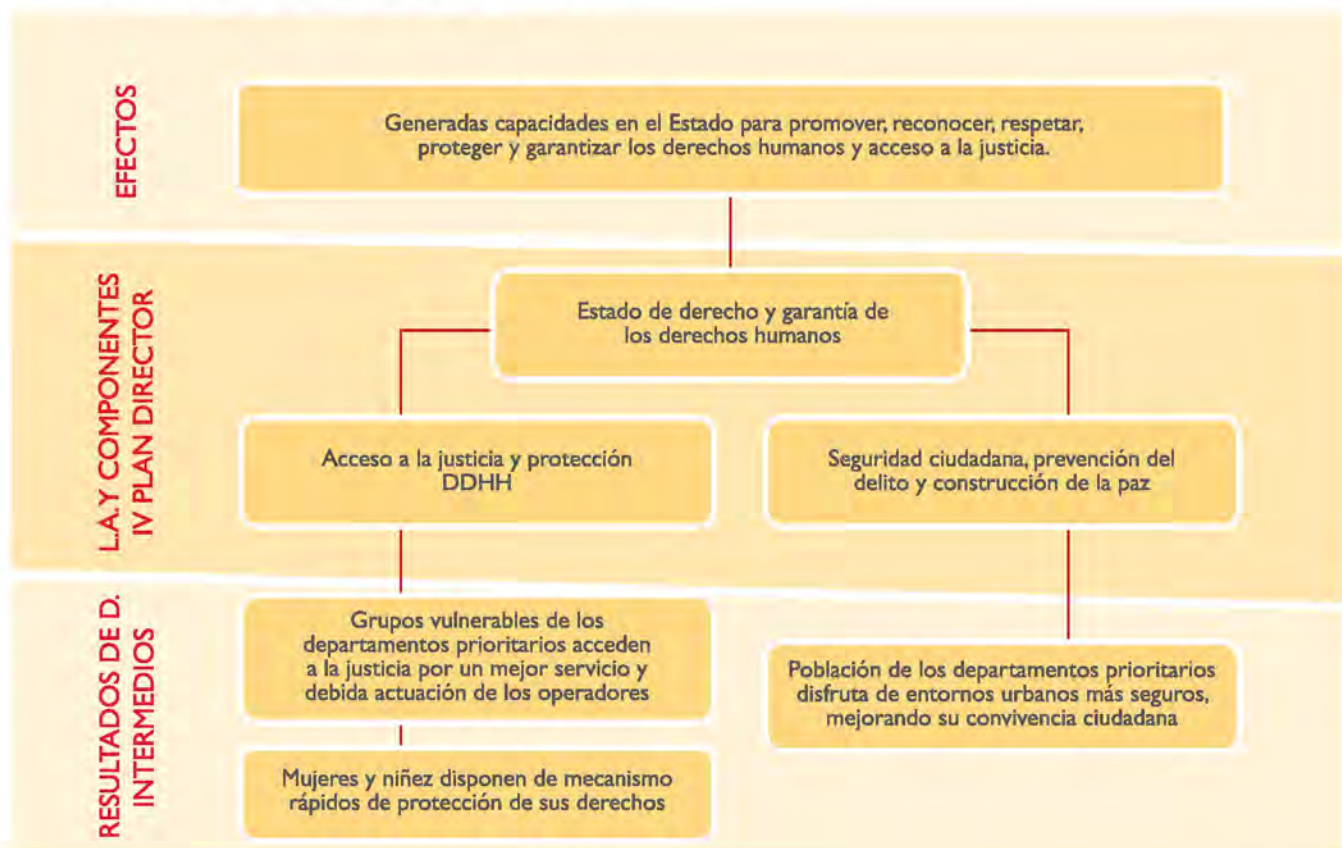 EFECTOS
Generadas capacidades en el Estado para promover, reconocer, respetar,
proteger y garantizar los derechos humanos y acceso a la justicia.
L.A. Y COMPONENTES
IV PLAN DIRECTOR
Estado de derecho y garantía de
los derechos humanos
Acceso a la justicia y protección
DDHH
Seguridad ciudadana, prevención del
delito y construcción de la paz
RESULTADOS DE D.
INTERMEDIOS
Grupos vulnerables de los
departamentos prioritarios acceden
a la justicia por un mejor servicio y
debida actuación de los operadores
Mujeres y niñez disponen de mecanismo
rápidos de protección de sus derechos
Población de los departamentos prioritarios
disfruta de entornos urbanos más seguros,
mejorando su convivencia ciudadana